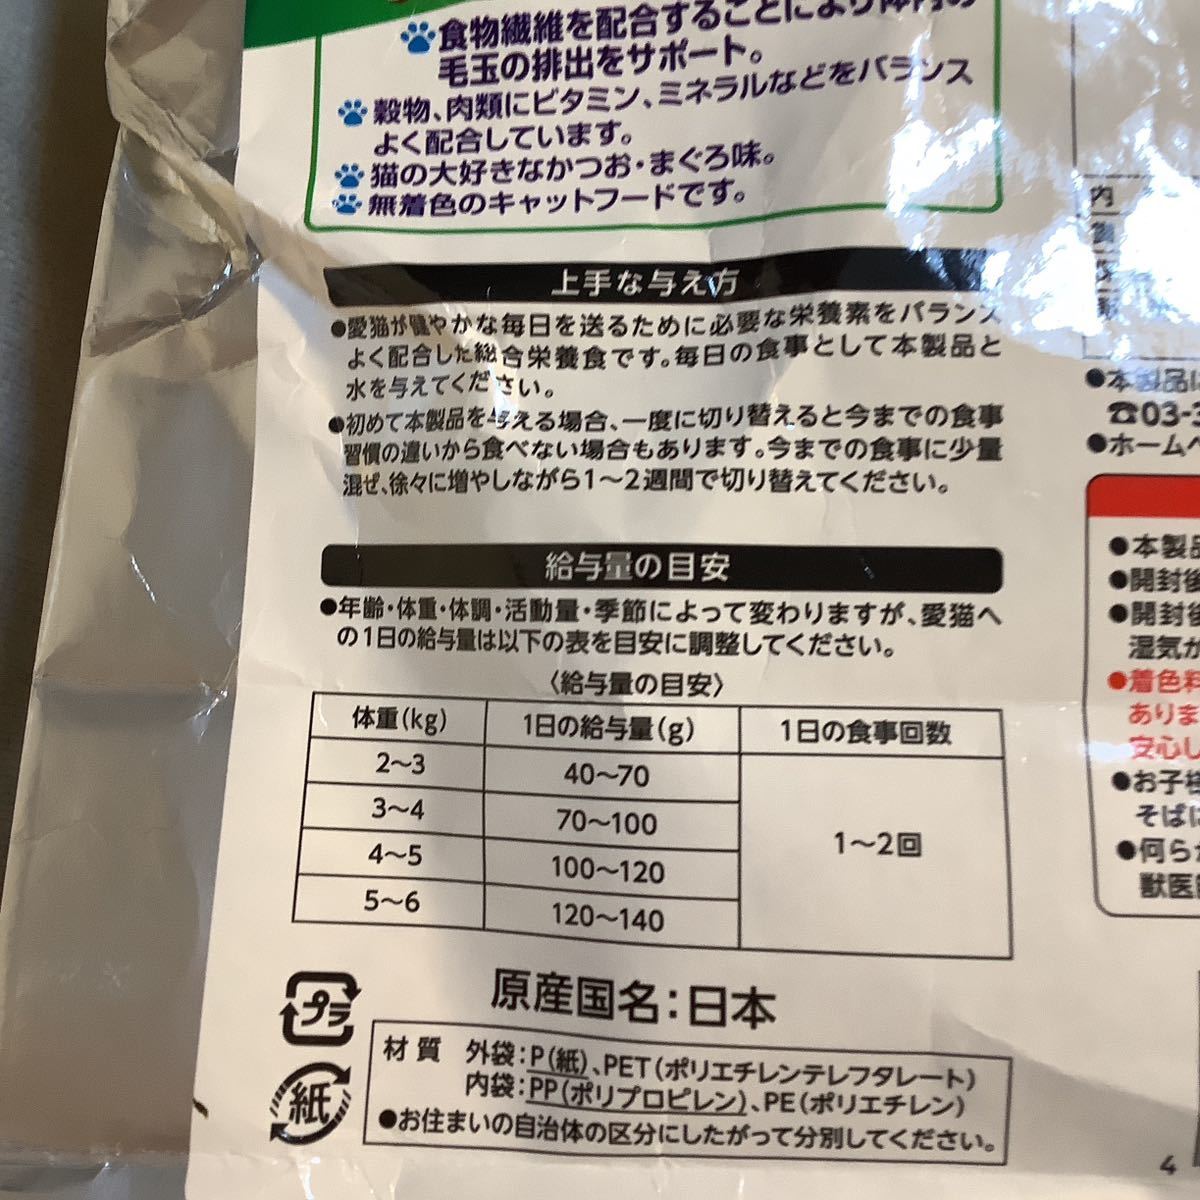 食物繊維を配合することにより体内の
毛玉の排出をサポート。
穀物、肉類にビタミン、ミネラルなどをバランス
よく配合しています。
猫の大好きなかつお・まぐろ味。
無着色のキャットフードです。
上手な与え方
●愛猫が健やかな毎日を送るために必要な栄養素をバランス
よく配合した総合栄養食です。毎日の食事として本製品と
水を与えてください。
●初めて本製品を与える場合、一度に切り替えると今までの食事
習慣の違いから食べない場合もあります。今までの食事に少量
混ぜ、徐々に増やしながら1〜2週間で切り替えてください。
給与量の目安
●年齢・体重・体調・活動量・季節によって変わりますが、愛猫へ
の1日の給与量は以下の表を目安に調整してください。
〈給与量の目安〉
体重(kg) 1日の給与量(g) 1日の食事回数
2〜3 40〜70
3〜4 70〜100
1〜2回
4〜5 100〜120
5〜6 120〜140
プラ
紙
原産国名：日本
材質 外袋：P(紙)、PET(ポリエチレンテレフタレート)
内袋：PP(ポリプロピレン)、PE(ポリエチレン)
●お住まいの自治体の区分にしたがって分別してください。
内
●本製品に
☎03-
●ホームペ
●本製品
●開封後
●開封後
湿気が
●着色料
ありま
安心し
●お子様
そばに
●何らか
獣医師
4